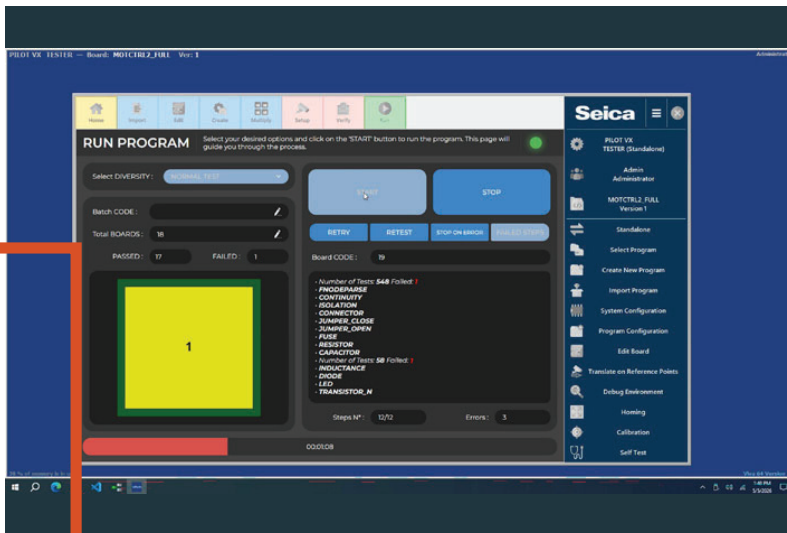 PILOT VX TESTER — Board: MOTCTRL2_FULL Ver: 1
Home Import Edit Create Multiply Setup Verify Run
Seica
RUN PROGRAM
Select your desired options and click on the 'START' button to run the program. This page will
guide you through the process.
PILOT VX
TESTER (Standalone)
Select DIVERSITY: NORMAL TEST
START STOP
Admin
Administrator
MOTCTRL2_FULL
Version 1
Batch CODE:
Total BOARDS: 18
RETRY RETEST STOP ON ERROR FAILED STEPS
Standalone
PASSED: 17 FAILED: 1
Board CODE: 19
Select Program
Create New Program
Import Program
System Configuration
Program Configuration
Edit Board
Translate on Reference Points
Debug Environment
Homing
Calibration
Self Test
1
- Number of Tests: 548 Failed: 1
- FNODEPARSE
- CONTINUITY
- ISOLATION
- CONNECTOR
- JUMPER_CLOSE
- JUMPER_OPEN
- FUSE
- RESISTOR
- CAPACITOR
- Number of Tests: 58 Failed: 1
- INDUCTANCE
- DIODE
- LED
- TRANSISTOR_N
Steps N°: 12/12 Errors: 3
00:01:08
1:46 PM